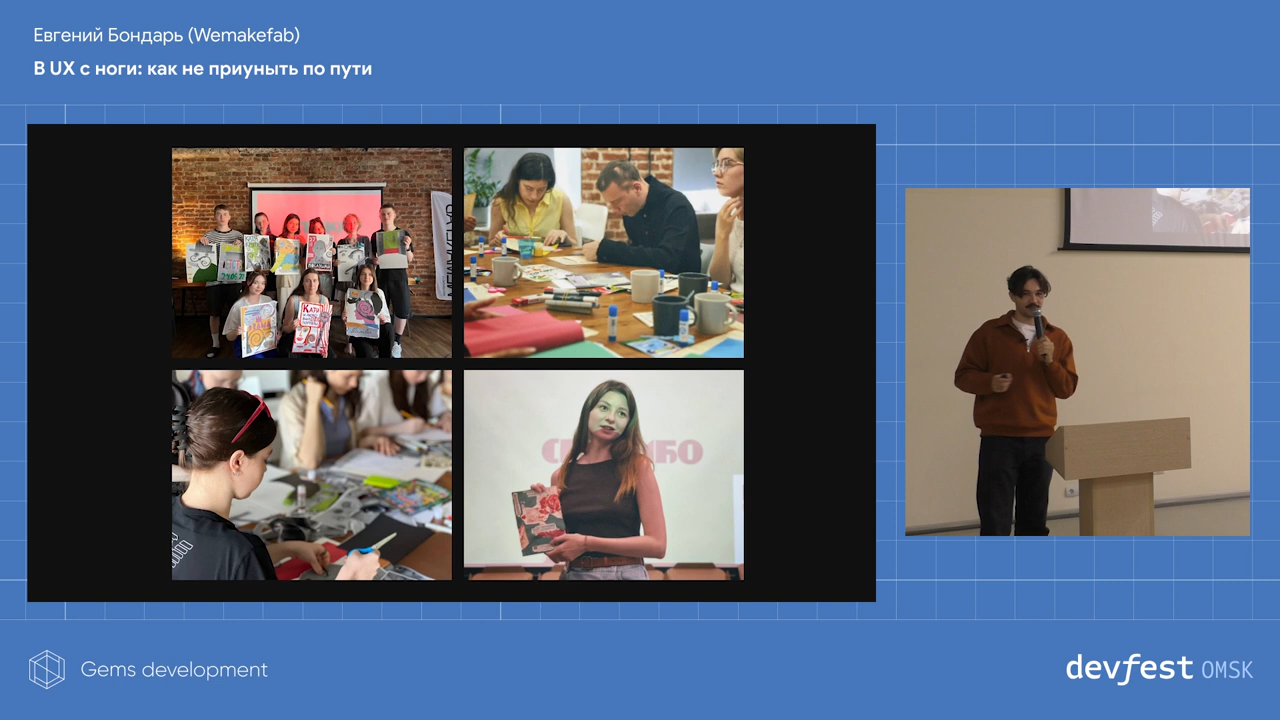 Евгений Бондарь (Wemakefab)
В UX с ноги: как не приуныть по пути
Gems development
devfest OMSK